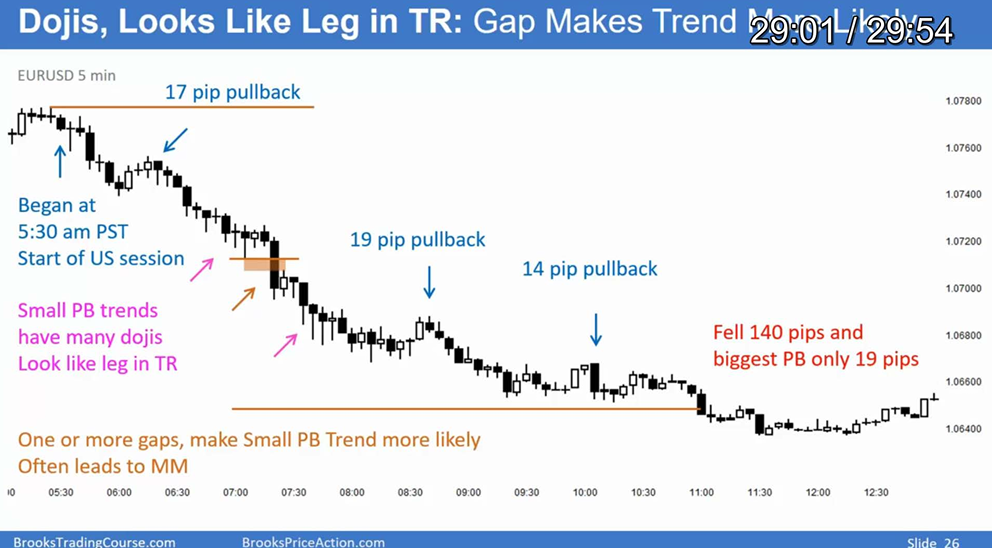 Dojis, Looks Like Leg in TR: Gap Makes Trend More Likely
29:01 / 29:54
EURUSD 5 min
17 pip pullback
Began at
5:30 am PST
Start of US session
19 pip pullback
14 pip pullback
Small PB trends
have many dojis
Look like leg in TR
Fell 140 pips and
biggest PB only 19 pips
One or more gaps, make Small PB Trend more likely
Often leads to MM
1.07800
1.07600
1.07400
1.07200
1.07000
1.06800
1.06600
1.06400
05:30 06:00 06:30 07:00 07:30 08:00 08:30 09:00 09:30 10:00 10:30 11:00 11:30 12:00 12:30
BrooksTradingCourse.com BrooksPriceAction.com Slide 26